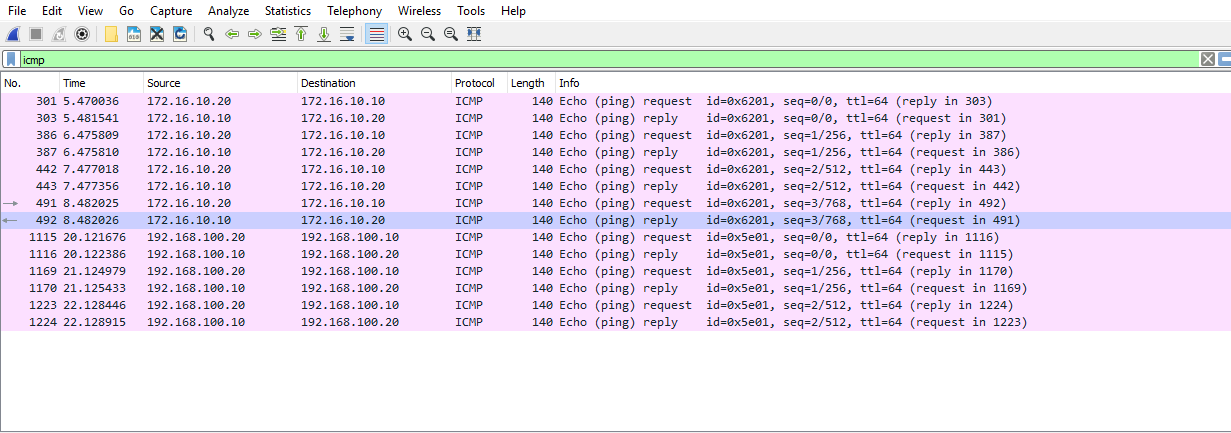 File Edit View Go Capture Analyze Statistics Telephony Wireless Tools Help
icmp
No. Time Source Destination Protocol Length Info
301 5.470036 172.16.10.20 172.16.10.10 ICMP 140 Echo (ping) request id=0x6201, seq=0/0, ttl=64 (reply in 303)
303 5.481541 172.16.10.10 172.16.10.20 ICMP 140 Echo (ping) reply id=0x6201, seq=0/0, ttl=64 (request in 301)
386 6.475809 172.16.10.20 172.16.10.10 ICMP 140 Echo (ping) request id=0x6201, seq=1/256, ttl=64 (reply in 387)
387 6.475810 172.16.10.10 172.16.10.20 ICMP 140 Echo (ping) reply id=0x6201, seq=1/256, ttl=64 (request in 386)
442 7.477018 172.16.10.20 172.16.10.10 ICMP 140 Echo (ping) request id=0x6201, seq=2/512, ttl=64 (reply in 443)
443 7.477356 172.16.10.10 172.16.10.20 ICMP 140 Echo (ping) reply id=0x6201, seq=2/512, ttl=64 (request in 442)
491 8.482025 172.16.10.20 172.16.10.10 ICMP 140 Echo (ping) request id=0x6201, seq=3/768, ttl=64 (reply in 492)
492 8.482026 172.16.10.10 172.16.10.20 ICMP 140 Echo (ping) reply id=0x6201, seq=3/768, ttl=64 (request in 491)
1115 20.121676 192.168.100.20 192.168.100.10 ICMP 140 Echo (ping) request id=0x5e01, seq=0/0, ttl=64 (reply in 1116)
1116 20.122386 192.168.100.10 192.168.100.20 ICMP 140 Echo (ping) reply id=0x5e01, seq=0/0, ttl=64 (request in 1115)
1169 21.124979 192.168.100.20 192.168.100.10 ICMP 140 Echo (ping) request id=0x5e01, seq=1/256, ttl=64 (reply in 1170)
1170 21.125433 192.168.100.10 192.168.100.20 ICMP 140 Echo (ping) reply id=0x5e01, seq=1/256, ttl=64 (request in 1169)
1223 22.128446 192.168.100.20 192.168.100.10 ICMP 140 Echo (ping) request id=0x5e01, seq=2/512, ttl=64 (reply in 1224)
1224 22.128915 192.168.100.10 192.168.100.20 ICMP 140 Echo (ping) reply id=0x5e01, seq=2/512, ttl=64 (request in 1223)